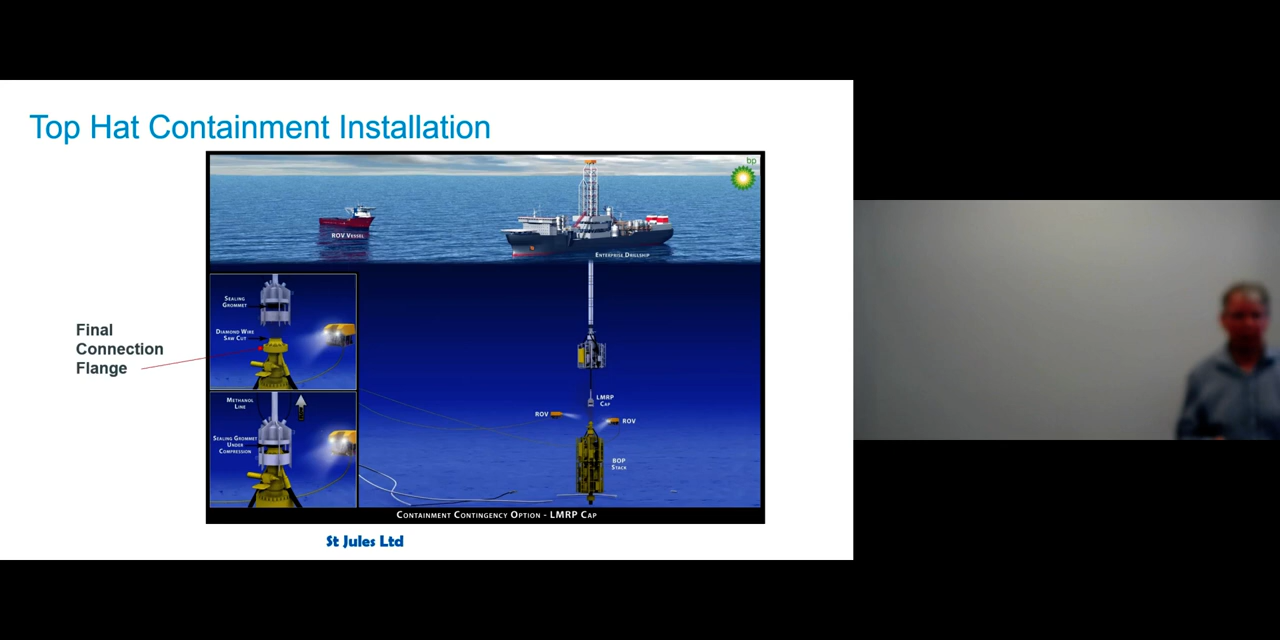 Top Hat Containment Installation
bp
ROV Vessel
Enterprise Drillship
Sealing
Grommet
Diamond Wire
Saw Cut
Final
Connection
Flange
Methanol
Line
Sealing Grommet
Under
Compression
LMRP
Cap
ROV
ROV
BOP
Stack
Containment Contingency Option - LMRP Cap
St Jules Ltd